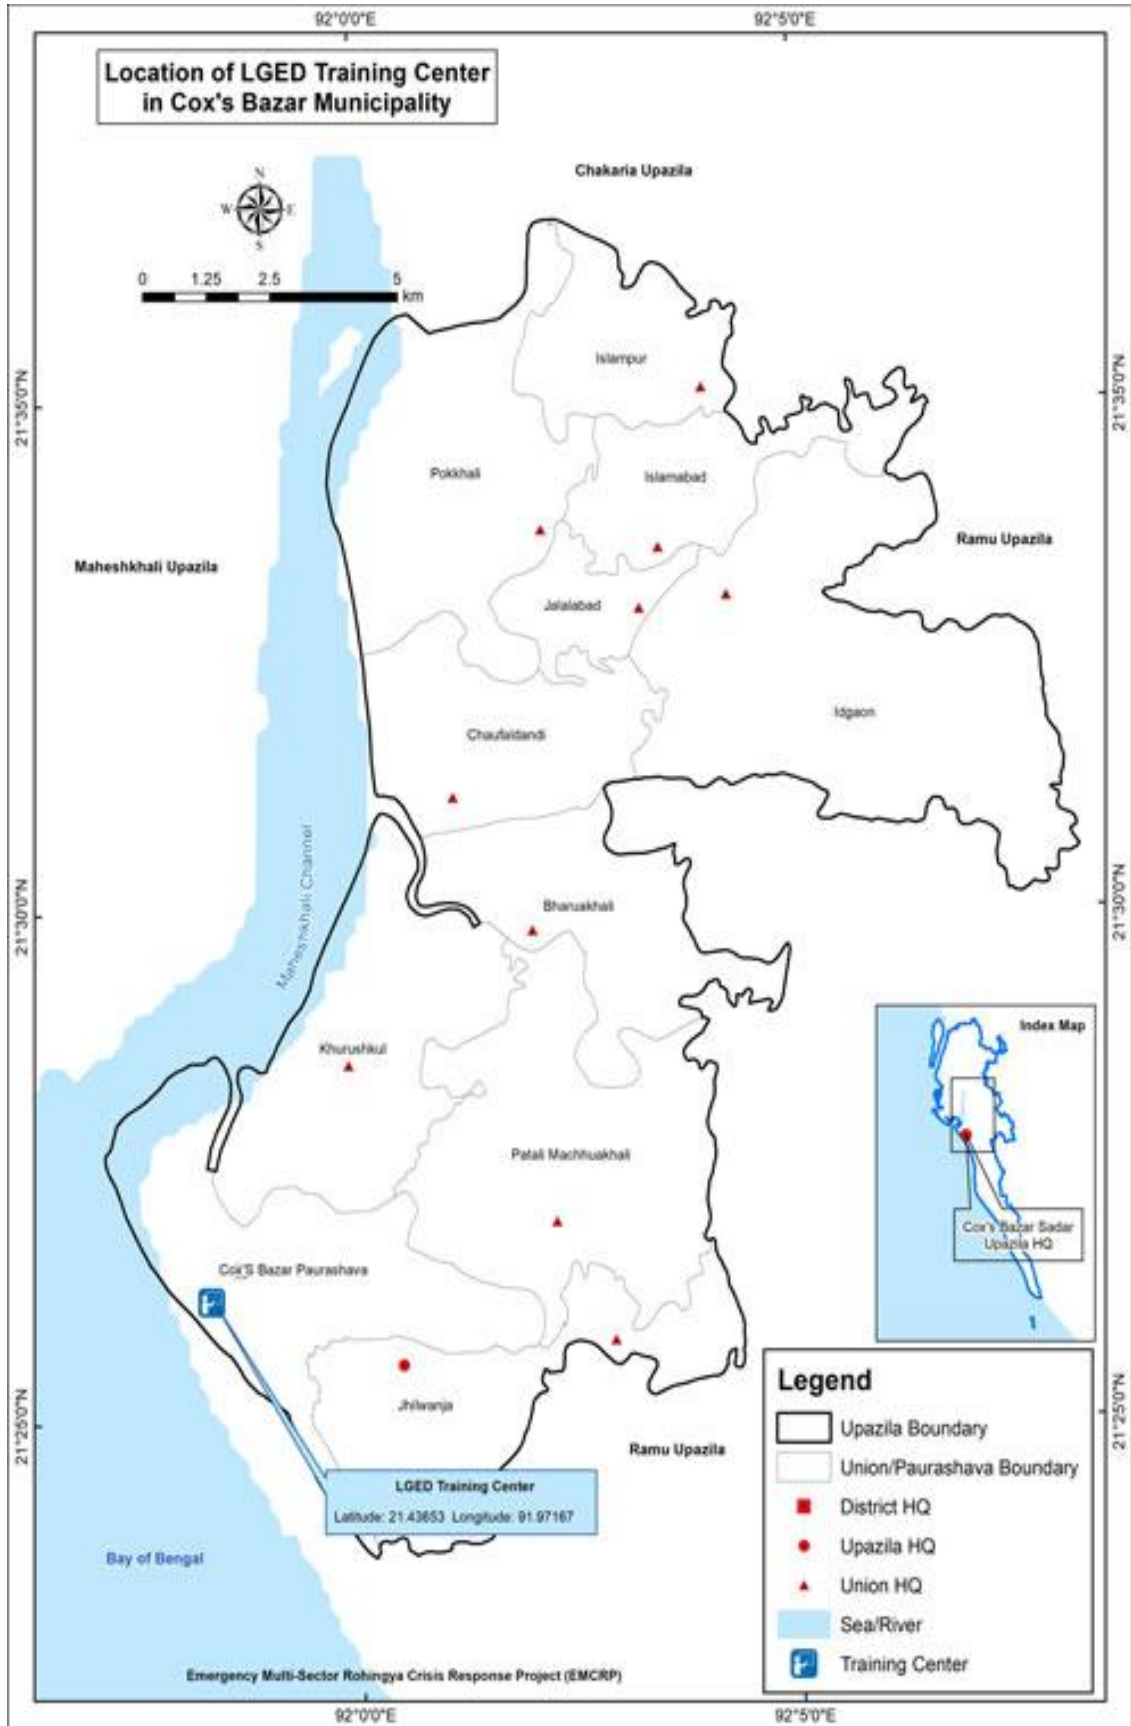 92°0'0"E
92°5'0"E
Location of LGED Training Center
in Cox's Bazar Municipality
Chakaria Upazila
N
W
E
S
0
1.25
2.5
5
km
Islampur
21°35'0"N
21°35'0"N
Pokkhali
Islamabad
Ramu Upazila
Maheshkhali Upazila
Jalalabad
Idgaon
Chaufaldandi
Maheshkhali Channel
Bharuakhali
21°30'0"N
21°30'0"N
Index Map
Khurushkul
Patali Machhuakhali
Cox's Bazar Sadar
Upazila HQ
Cox'S Bazar Paurashava
1
Jhilwanja
21°25'0"N
21°25'0"N
Ramu Upazila
LGED Training Center
Latitude: 21.43653 Longitude: 91.97167
Bay of Bengal
Legend
Upazila Boundary
Union/Paurashava Boundary
District HQ
Upazila HQ
Union HQ
Sea/River
Training Center
Emergency Multi-Sector Rohingya Crisis Response Project (EMCRP)
92°0'0"E
92°5'0"E